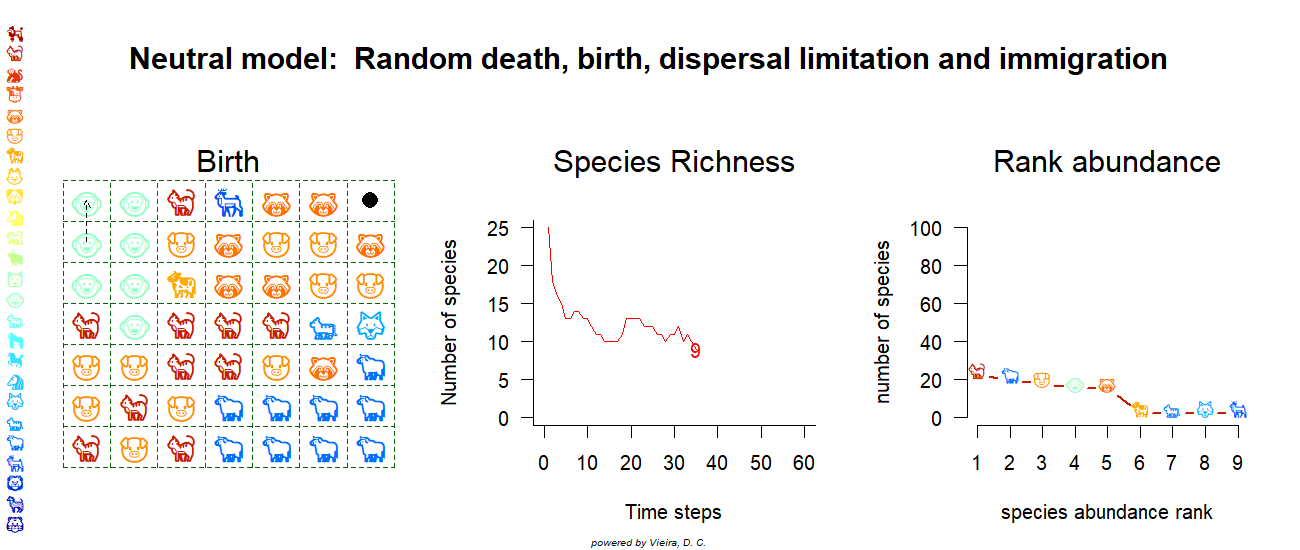 Neutral model:  Random death, birth, dispersal limitation and immigration
Birth
Species Richness
Number of species
25
20
15
10
5
0
9
0 10 20 30 40 50 60
Time steps
Rank abundance
number of species
100
80
60
40
20
0
1 2 3 4 5 6 7 8 9
species abundance rank
powered by Vieira, D. C.